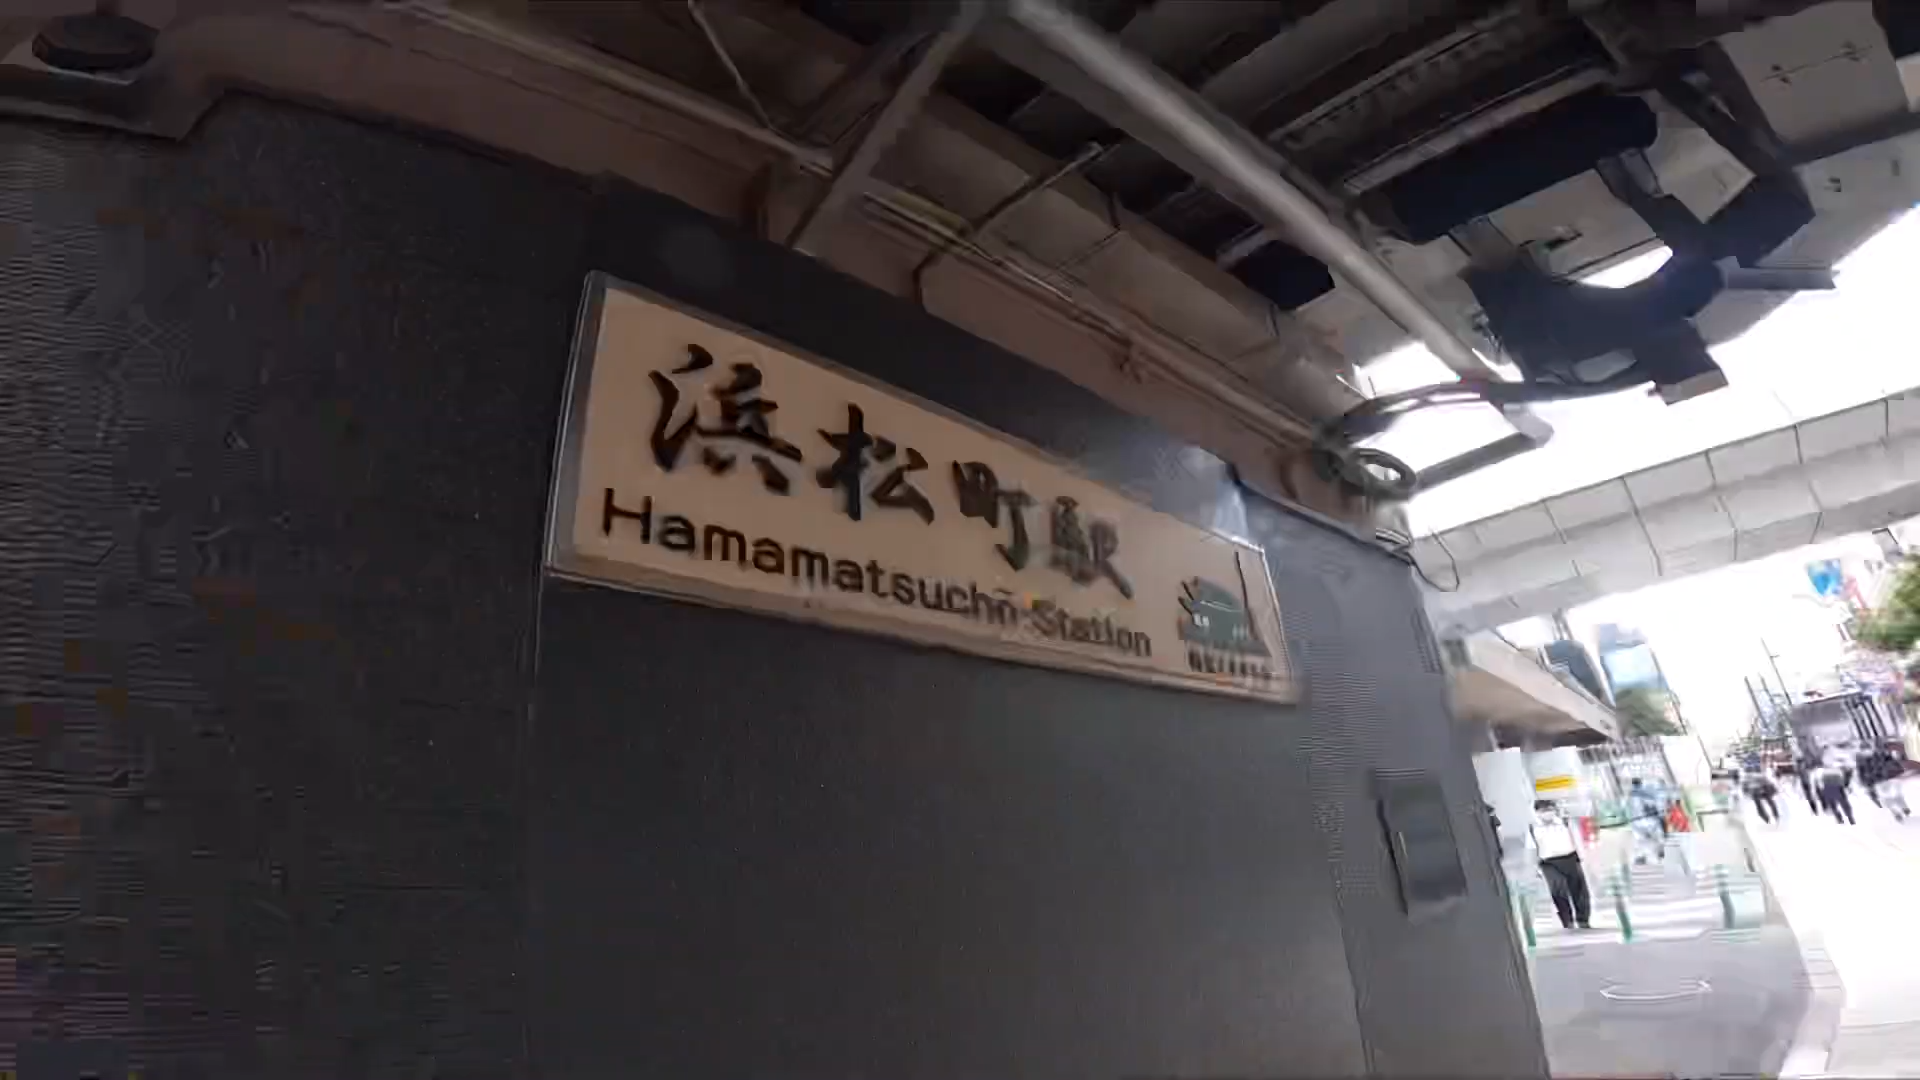 浜松町駅
Hamamatsuchō Station